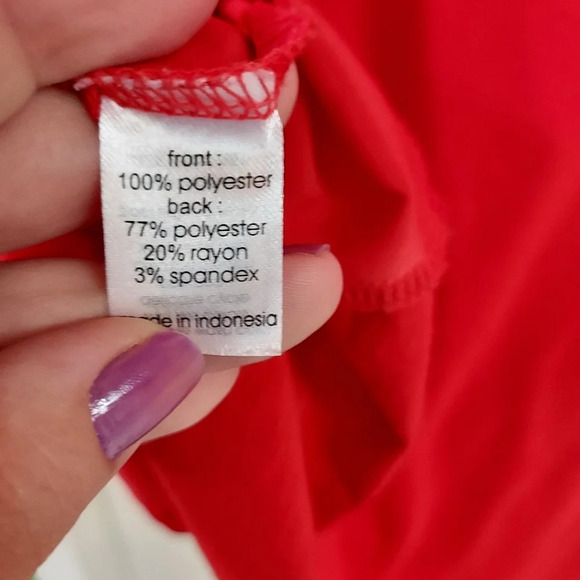 front :
100% polyester
back :
77% polyester
20% rayon
3% spandex
made in indonesia